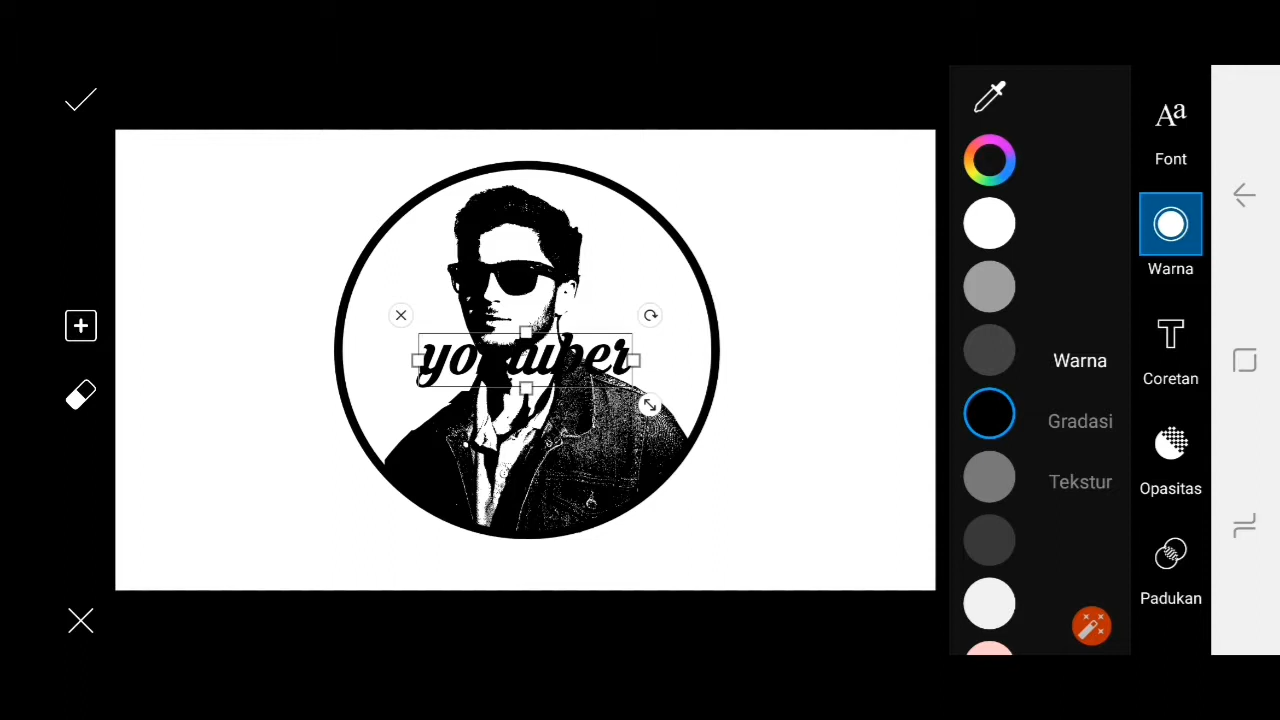 Font
Warna
Coretan
Opasitas
Padukan
Warna
Gradasi
Tekstur
youtuber